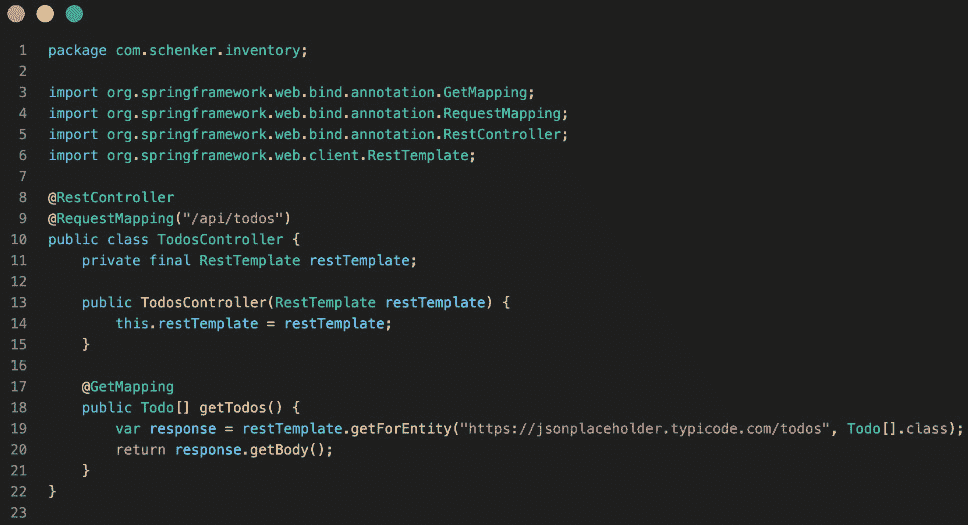 1 package com.schenker.inventory;
2
3 import org.springframework.web.bind.annotation.GetMapping;
4 import org.springframework.web.bind.annotation.RequestMapping;
5 import org.springframework.web.bind.annotation.RestController;
6 import org.springframework.web.client.RestTemplate;
7
8 @RestController
9 @RequestMapping("/api/todos")
10 public class TodosController {
11     private final RestTemplate restTemplate;
12
13     public TodosController(RestTemplate restTemplate) {
14         this.restTemplate = restTemplate;
15     }
16
17     @GetMapping
18     public Todo[] getTodos() {
19         var response = restTemplate.getForEntity("https://jsonplaceholder.typicode.com/todos", Todo[].class);
20         return response.getBody();
21     }
22 }
23